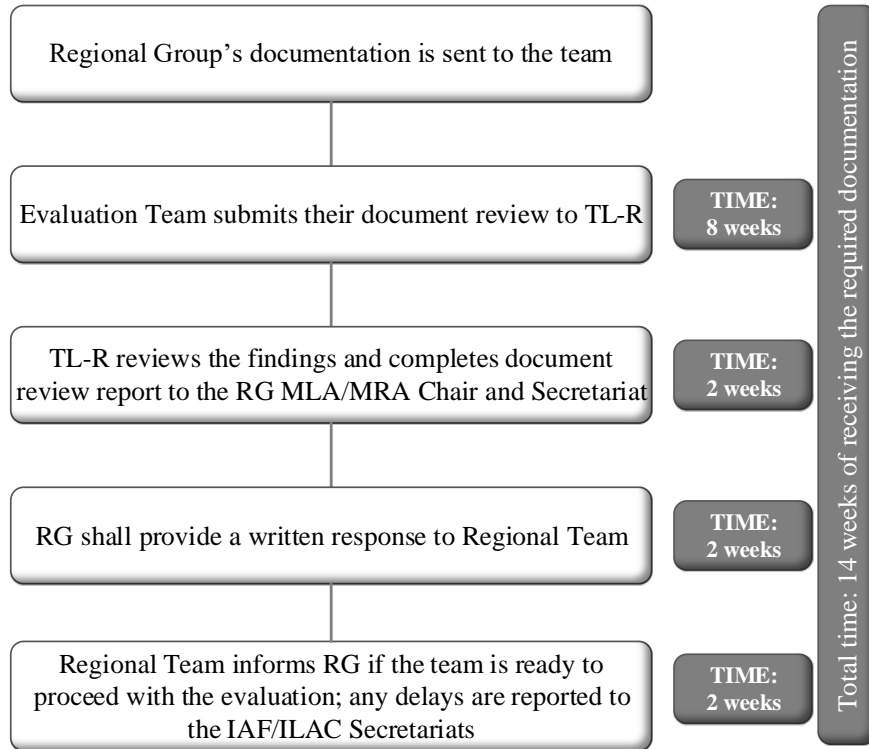 Regional Group’s documentation is sent to the team
Evaluation Team submits their document review to TL-R
TIME:
8 weeks
TL-R reviews the findings and completes document
review report to the RG MLA/MRA Chair and Secretariat
TIME:
2 weeks
RG shall provide a written response to Regional Team
TIME:
2 weeks
Regional Team informs RG if the team is ready to
proceed with the evaluation; any delays are reported to
the IAF/ILAC Secretariats
TIME:
2 weeks
Total time: 14 weeks of receiving the required documentation